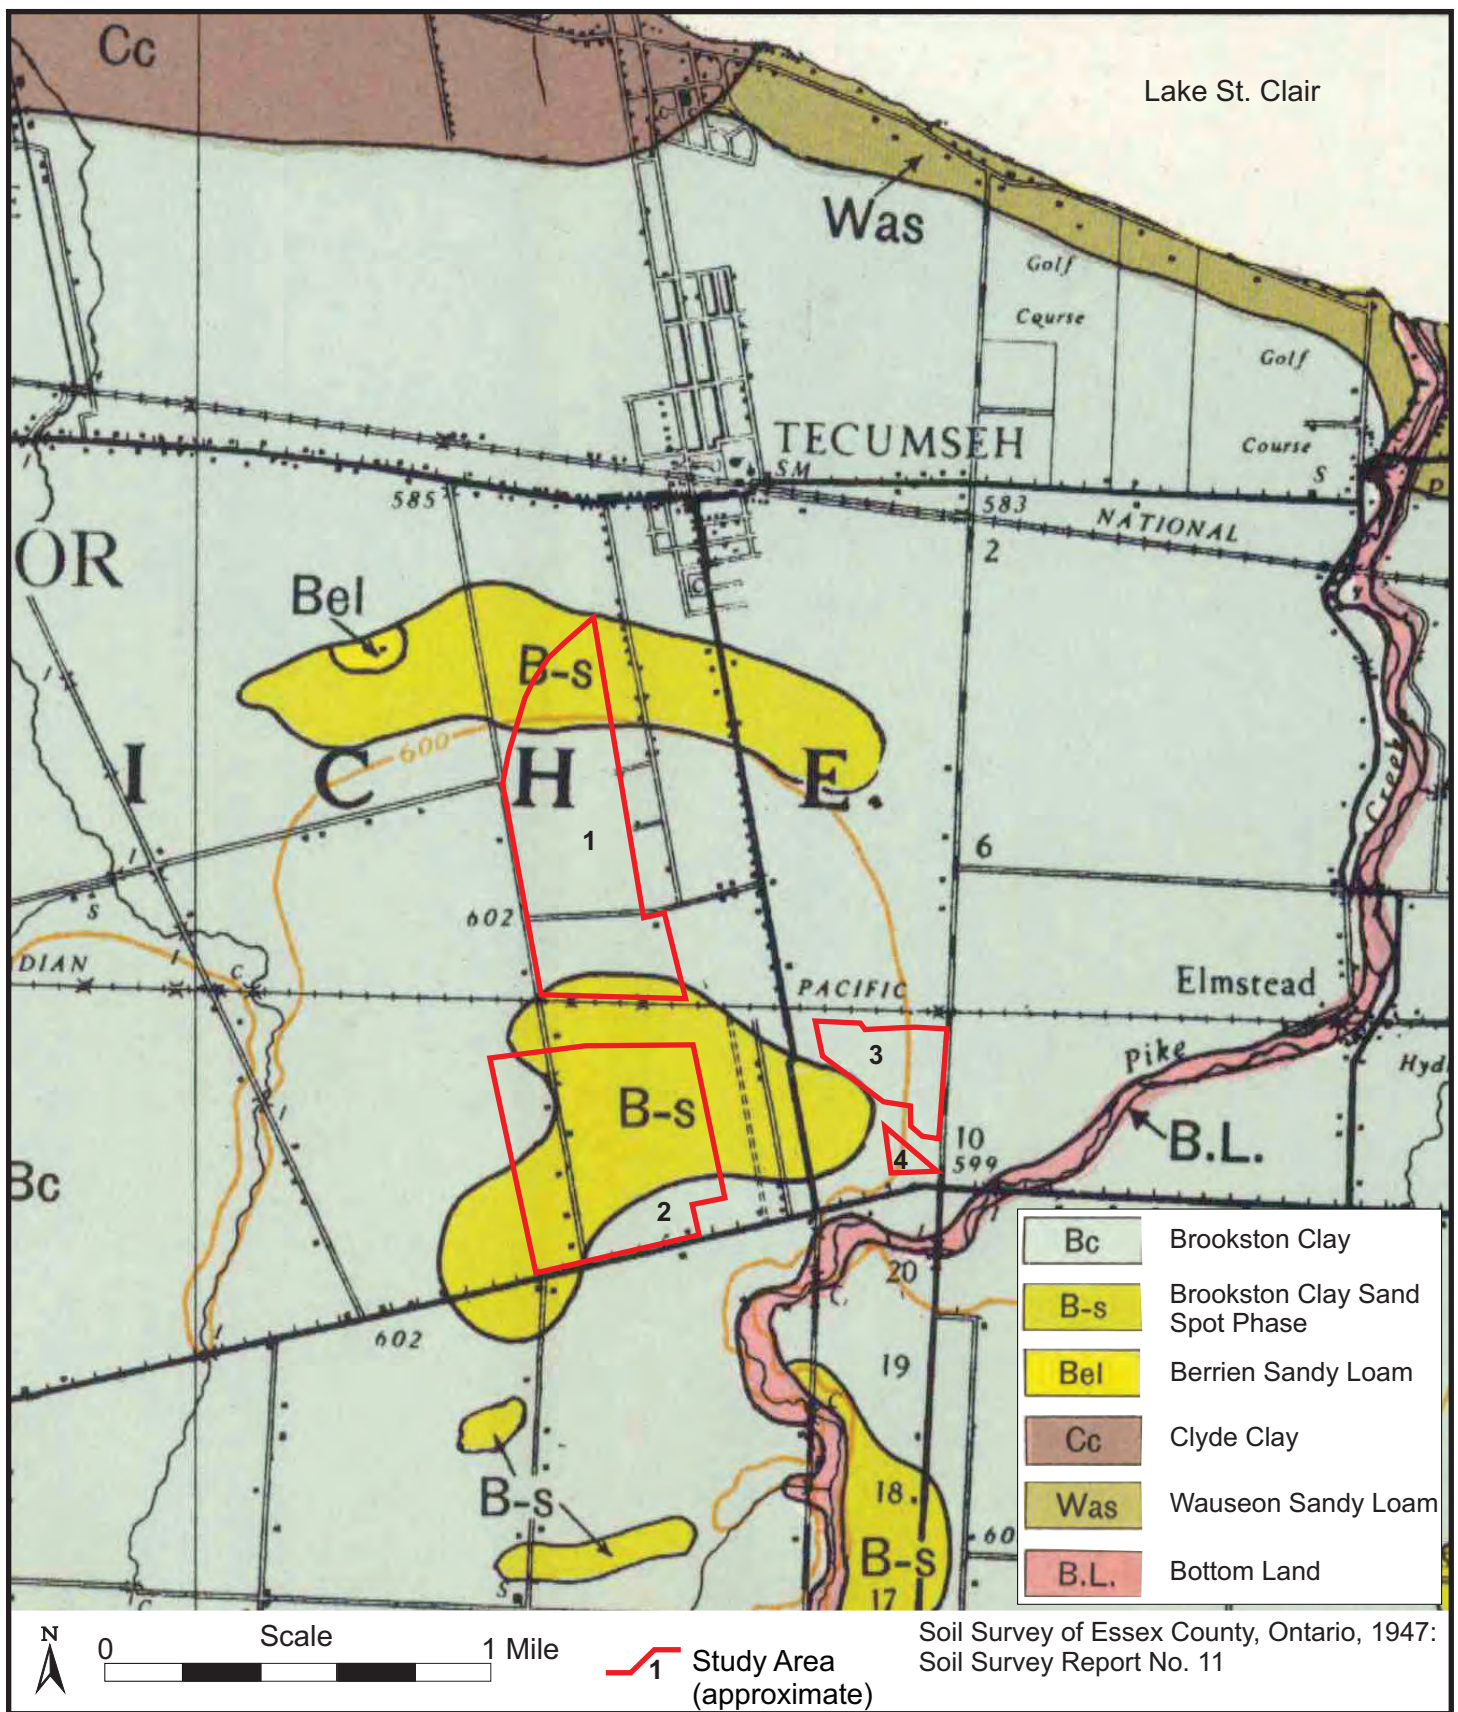 Cc
Lake St. Clair
Was
Golf
Course
Golf
Course
TECUMSEH
SM
S
P
585
583
NATIONAL
2
OR
Bel
B-s
C
600
I C H E
Creek
1
6
602
S
I
DIAN
C
PACIFIC
Elmstead
3
Pike
Hyd
B-s
10
599
4
B.L.
Bc
2
20
C
602
19
B-s
18
60
B-s
17
S
C
Bc Brookston Clay
B-s Brookston Clay Sand
Spot Phase
Bel Berrien Sandy Loam
Cc Clyde Clay
Was Wauseon Sandy Loam
B.L. Bottom Land
N
0 Scale 1 Mile
1 Study Area
(approximate)
Soil Survey of Essex County, Ontario, 1947:
Soil Survey Report No. 11